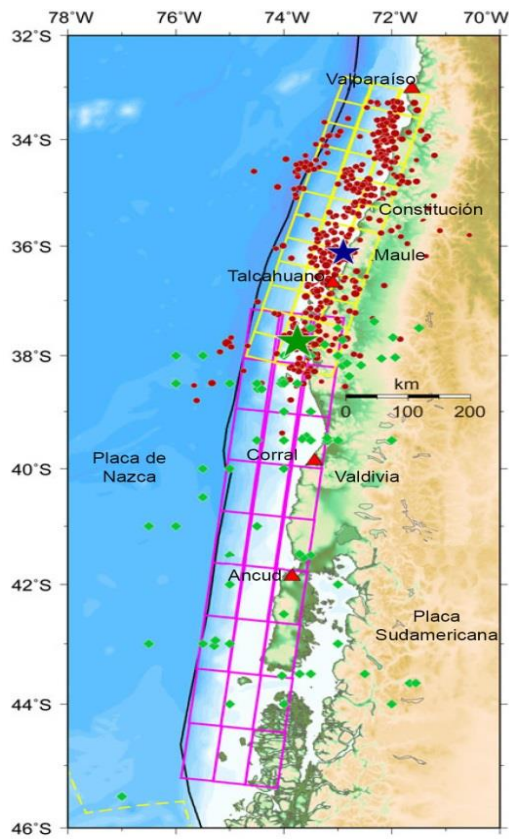 76°W 74°W 72°W 70°W
32°S
Valparaíso
34°S
Constitución
36°S
Maule
Talcahuano
38°S
km
0 100 200
Corral
Placa de
Nazca
Valdivia
40°S
Ancud
42°S
Placa
Sudamericana
44°S
46°S